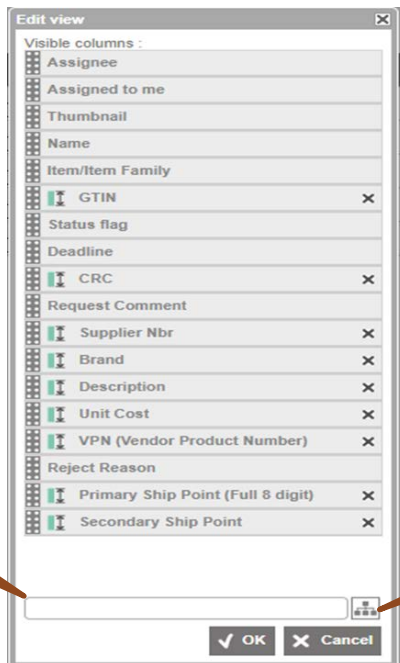 Edit view
Visible columns :
Assignee
Assigned to me
Thumbnail
Name
Item/Item Family
GTIN
Status flag
Deadline
CRC
Request Comment
Supplier Nbr
Brand
Description
Unit Cost
VPN (Vendor Product Number)
Reject Reason
Primary Ship Point (Full 8 digit)
Secondary Ship Point
OK Cancel